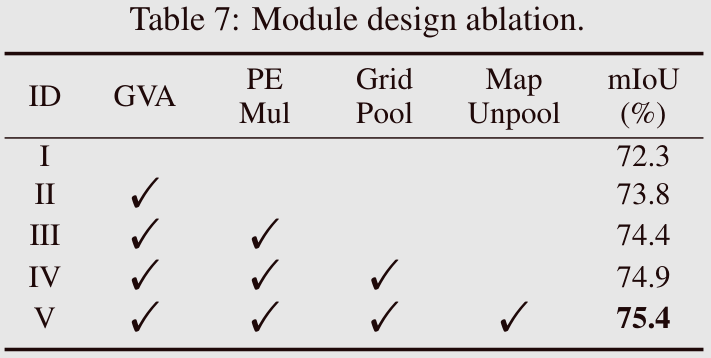 Table 7: Module design ablation.
ID GVA PE Mul Grid Pool Map Unpool mIoU (%)
I 72.3
II ✓ 73.8
III ✓ ✓ 74.4
IV ✓ ✓ ✓ 74.9
V ✓ ✓ ✓ ✓ 75.4